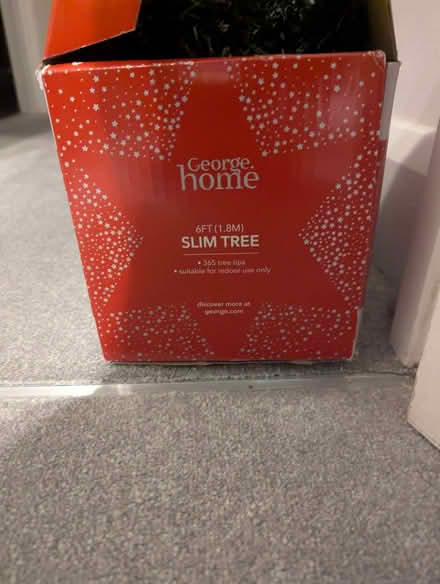 George.
home
6FT (1.8M)
SLIM TREE
• 365 tree tips
• suitable for indoor use only
discover more at
george.com